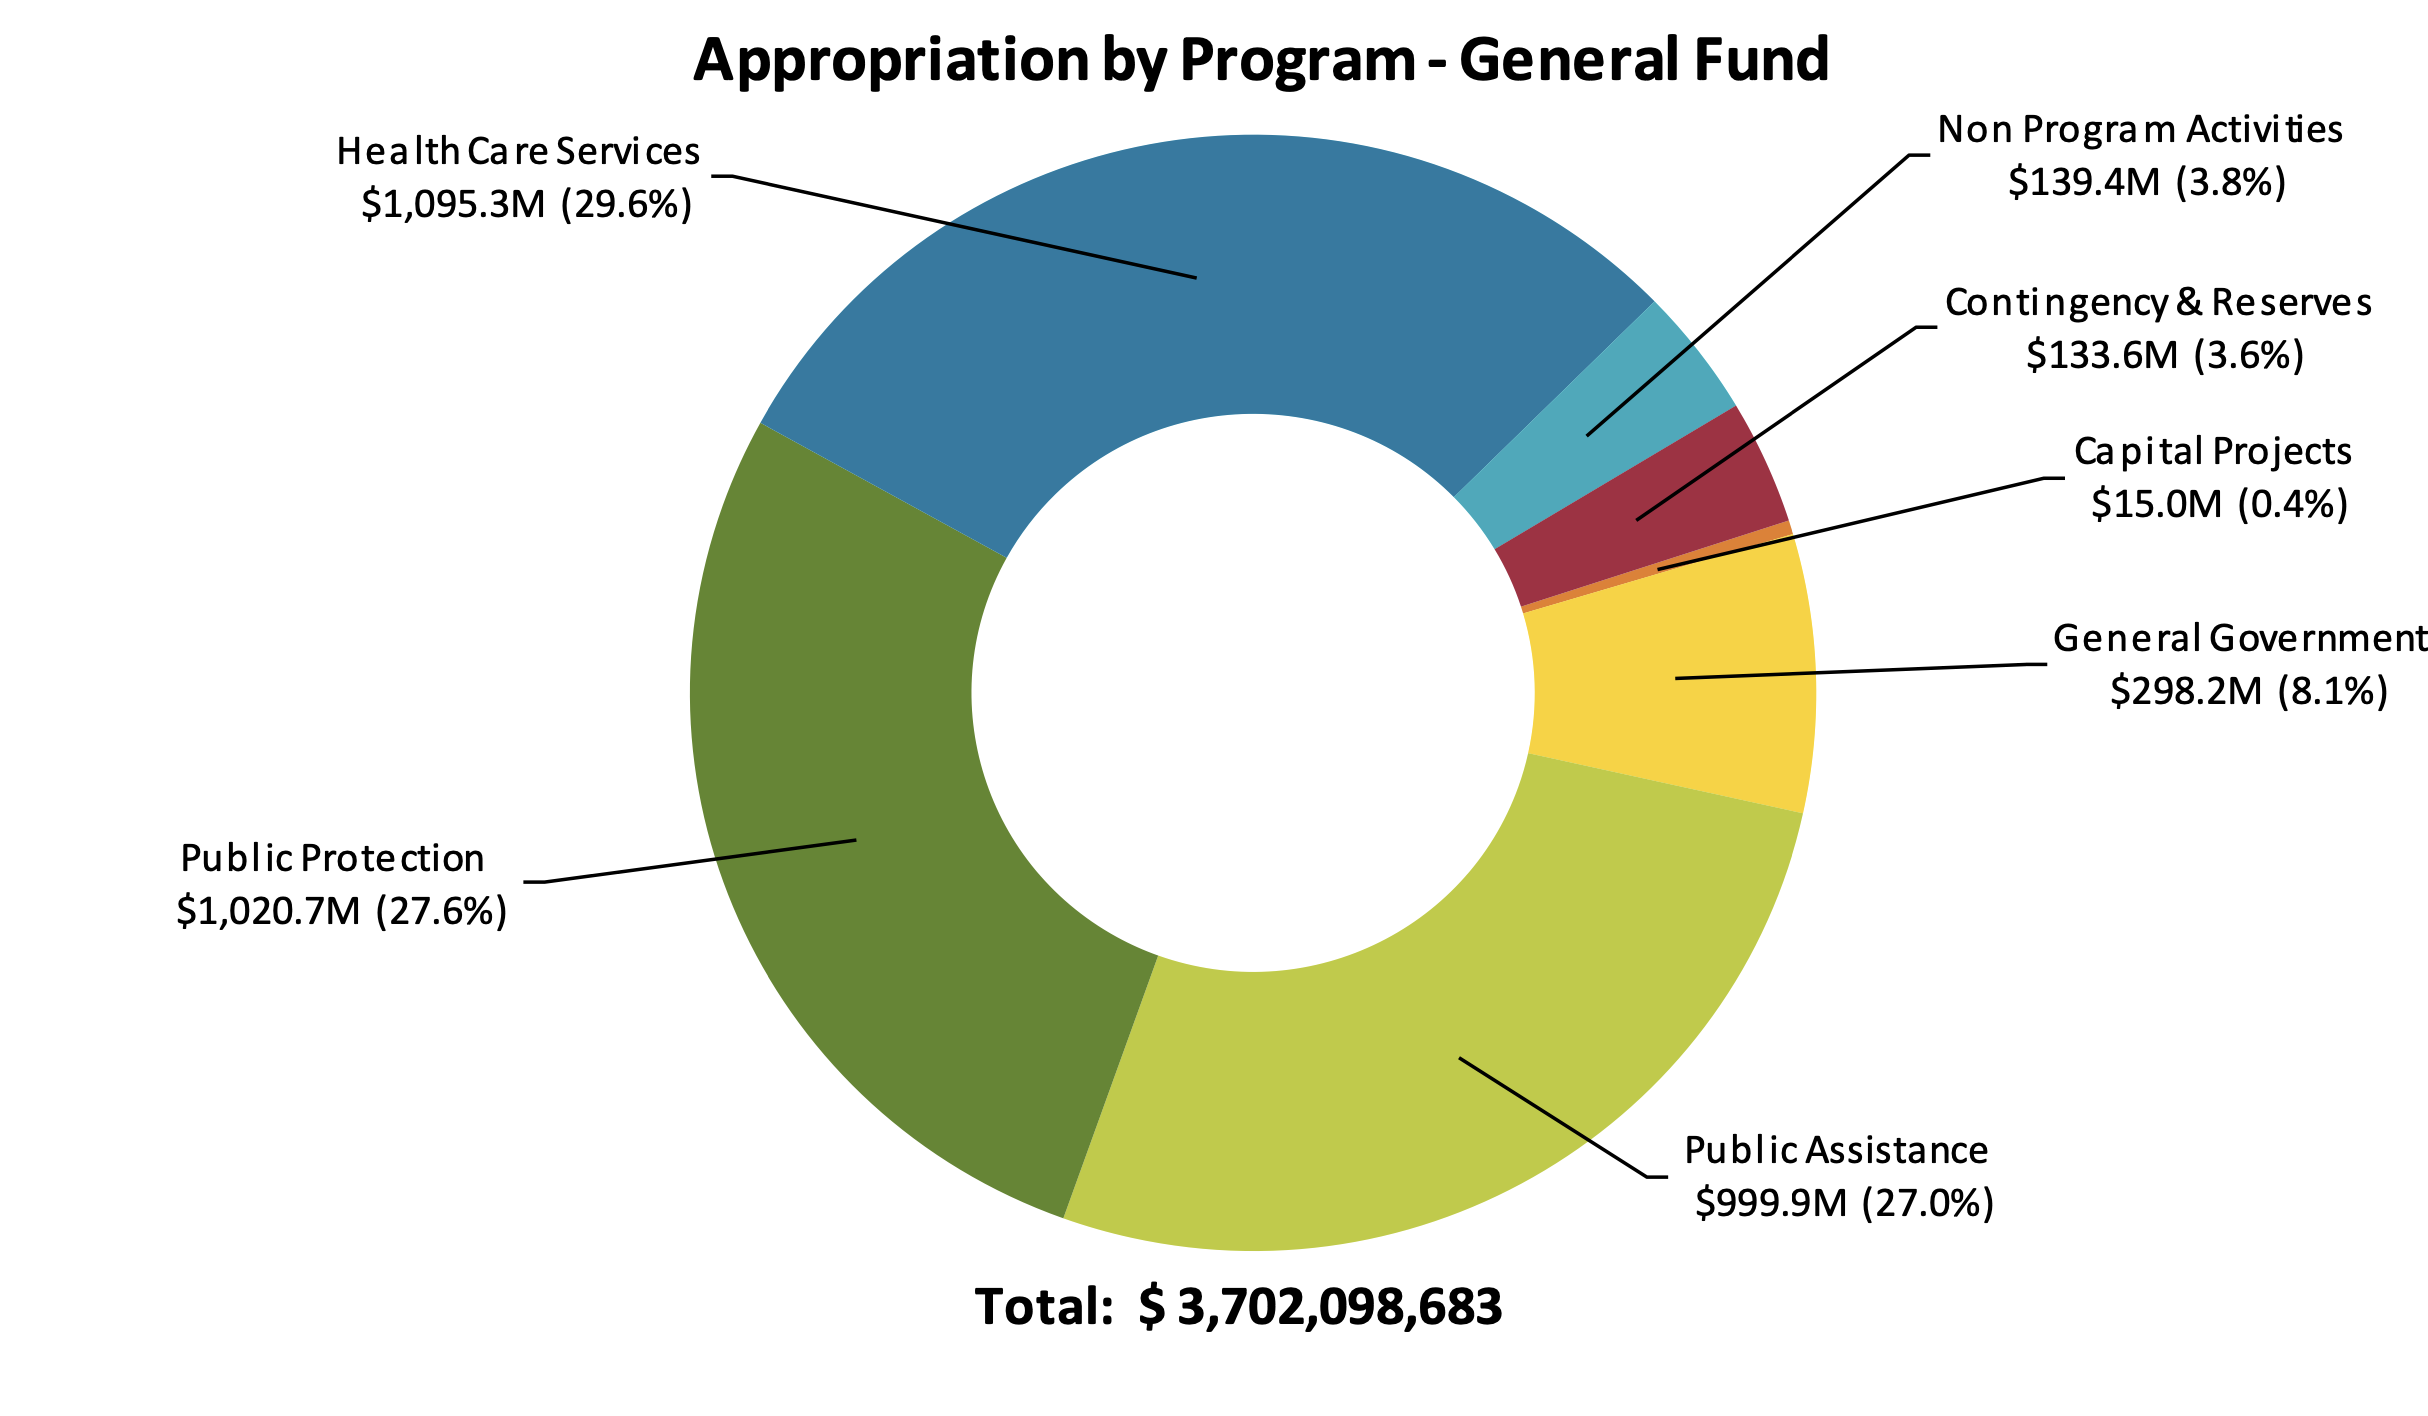 Appropriation by Program - General Fund
Health Care Services
$1,095.3M (29.6%)
Non Program Activities
$139.4M (3.8%)
Contingency & Reserves
$133.6M (3.6%)
Capital Projects
$15.0M (0.4%)
General Government
$298.2M (8.1%)
Public Protection
$1,020.7M (27.6%)
Public Assistance
$999.9M (27.0%)
Total:  $ 3,702,098,683